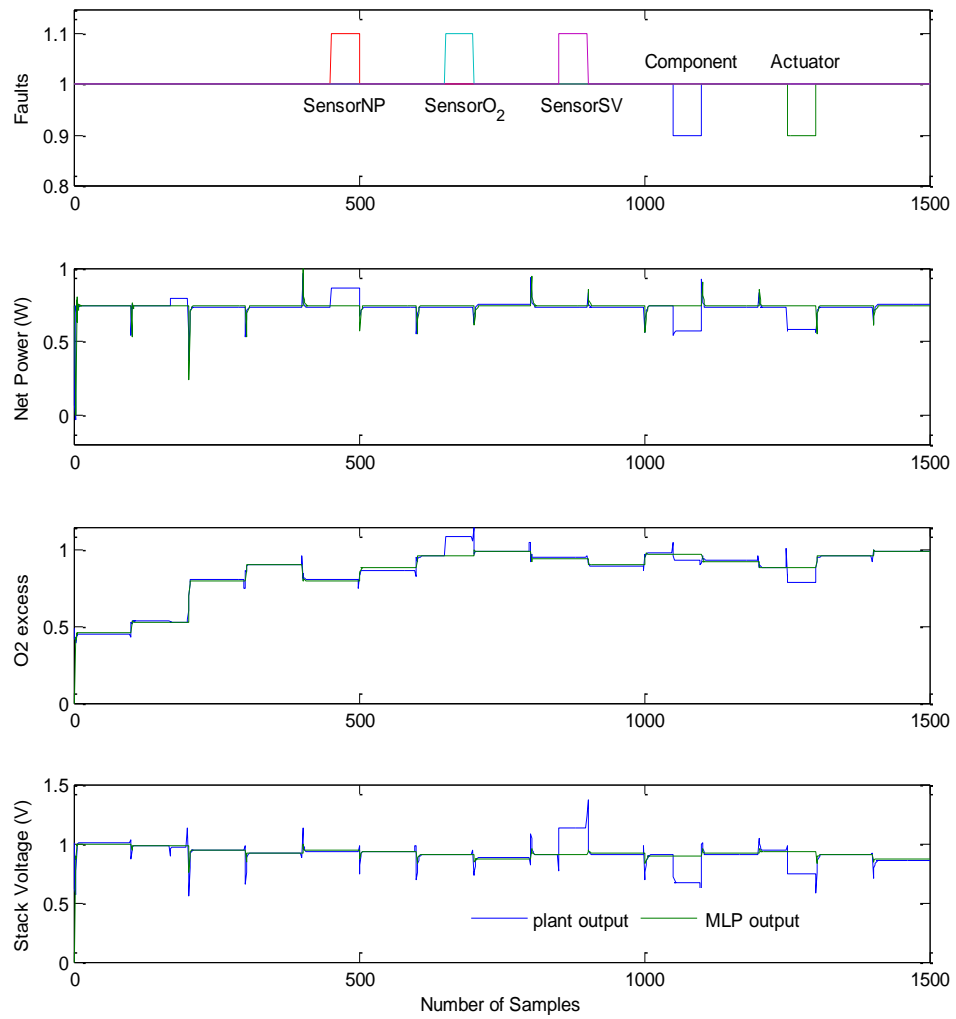 Faults
1.1
1
0.9
0.8
Component
Actuator
SensorNP
SensorO2
SensorSV
0
500
1000
1500
Net Power (W)
1
0.5
0
0
500
1000
1500
O2 excess
1
0.5
0
0
500
1000
1500
Stack Voltage (V)
1.5
1
0.5
0
plant output
MLP output
0
500
1000
1500
Number of Samples